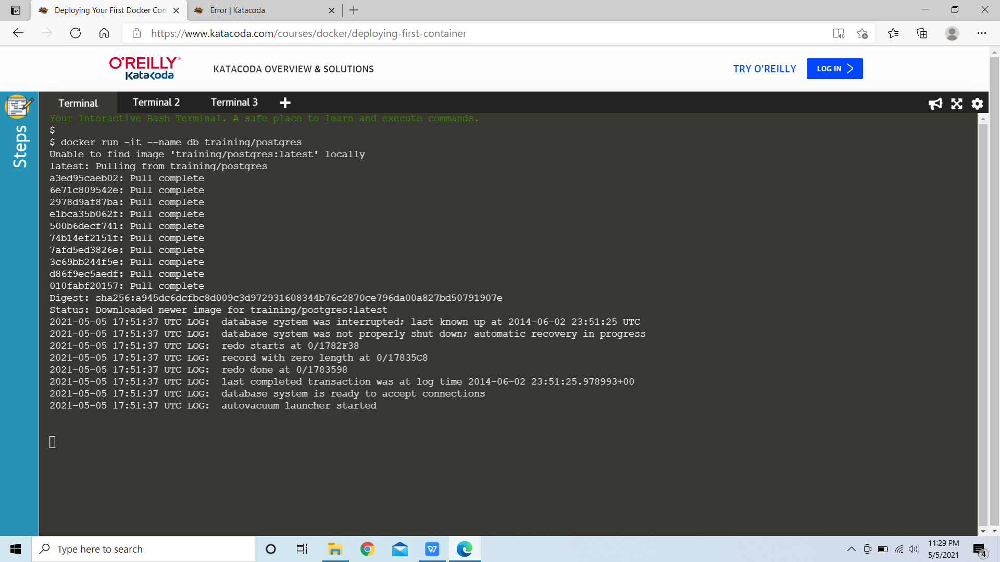 Deploying Your First Docker Con
Error | Katacoda
https://www.katacoda.com/courses/docker/deploying-first-container
O'REILLY®
Katacoda
KATACODA OVERVIEW & SOLUTIONS
TRY O'REILLY
LOG IN
Steps
Terminal
Terminal 2
Terminal 3
Your Interactive Bash Terminal. A safe place to learn and execute commands.
$
$ docker run -it --name db training/postgres
Unable to find image 'training/postgres:latest' locally
latest: Pulling from training/postgres
a3ed95caeb02: Pull complete
6e71c809542e: Pull complete
2978d9af87ba: Pull complete
e1bca35b062f: Pull complete
500b6decf741: Pull complete
74b14ef2151f: Pull complete
7afd5ed3826e: Pull complete
3c69bb244f5e: Pull complete
d86f9ec5aedf: Pull complete
010fabf20157: Pull complete
Digest: sha256:a945dc6dcfbc8d009c3d972931608344b76c2870ce796da00a827bd50791907e
Status: Downloaded newer image for training/postgres:latest
2021-05-05 17:51:37 UTC LOG:  database system was interrupted; last known up at 2014-06-02 23:51:25 UTC
2021-05-05 17:51:37 UTC LOG:  database system was not properly shut down; automatic recovery in progress
2021-05-05 17:51:37 UTC LOG:  redo starts at 0/1782F38
2021-05-05 17:51:37 UTC LOG:  record with zero length at 0/17835C8
2021-05-05 17:51:37 UTC LOG:  redo done at 0/1783598
2021-05-05 17:51:37 UTC LOG:  last completed transaction was at log time 2014-06-02 23:51:25.978993+00
2021-05-05 17:51:37 UTC LOG:  database system is ready to accept connections
2021-05-05 17:51:37 UTC LOG:  autovacuum launcher started
Type here to search
W
11:29 PM
5/5/2021
4